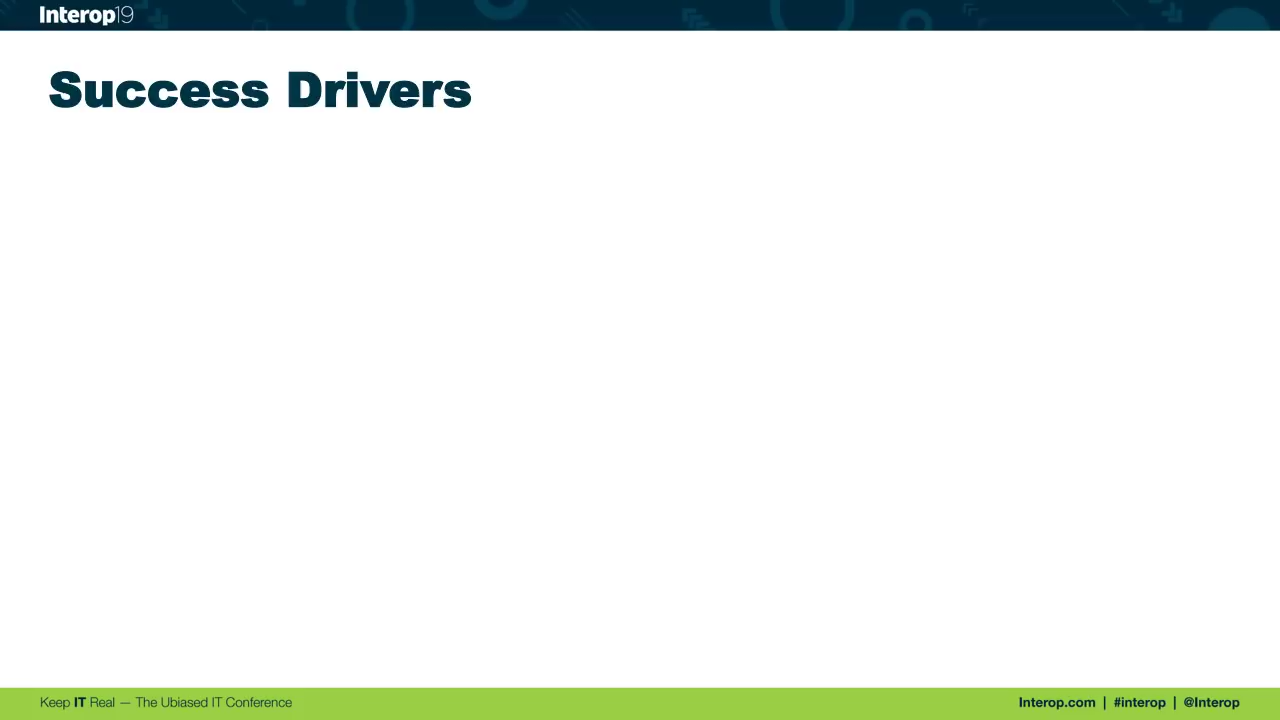 Interop19
Success Drivers
Keep IT Real — The Ubiased IT Conference
Interop.com | #interop | @Interop